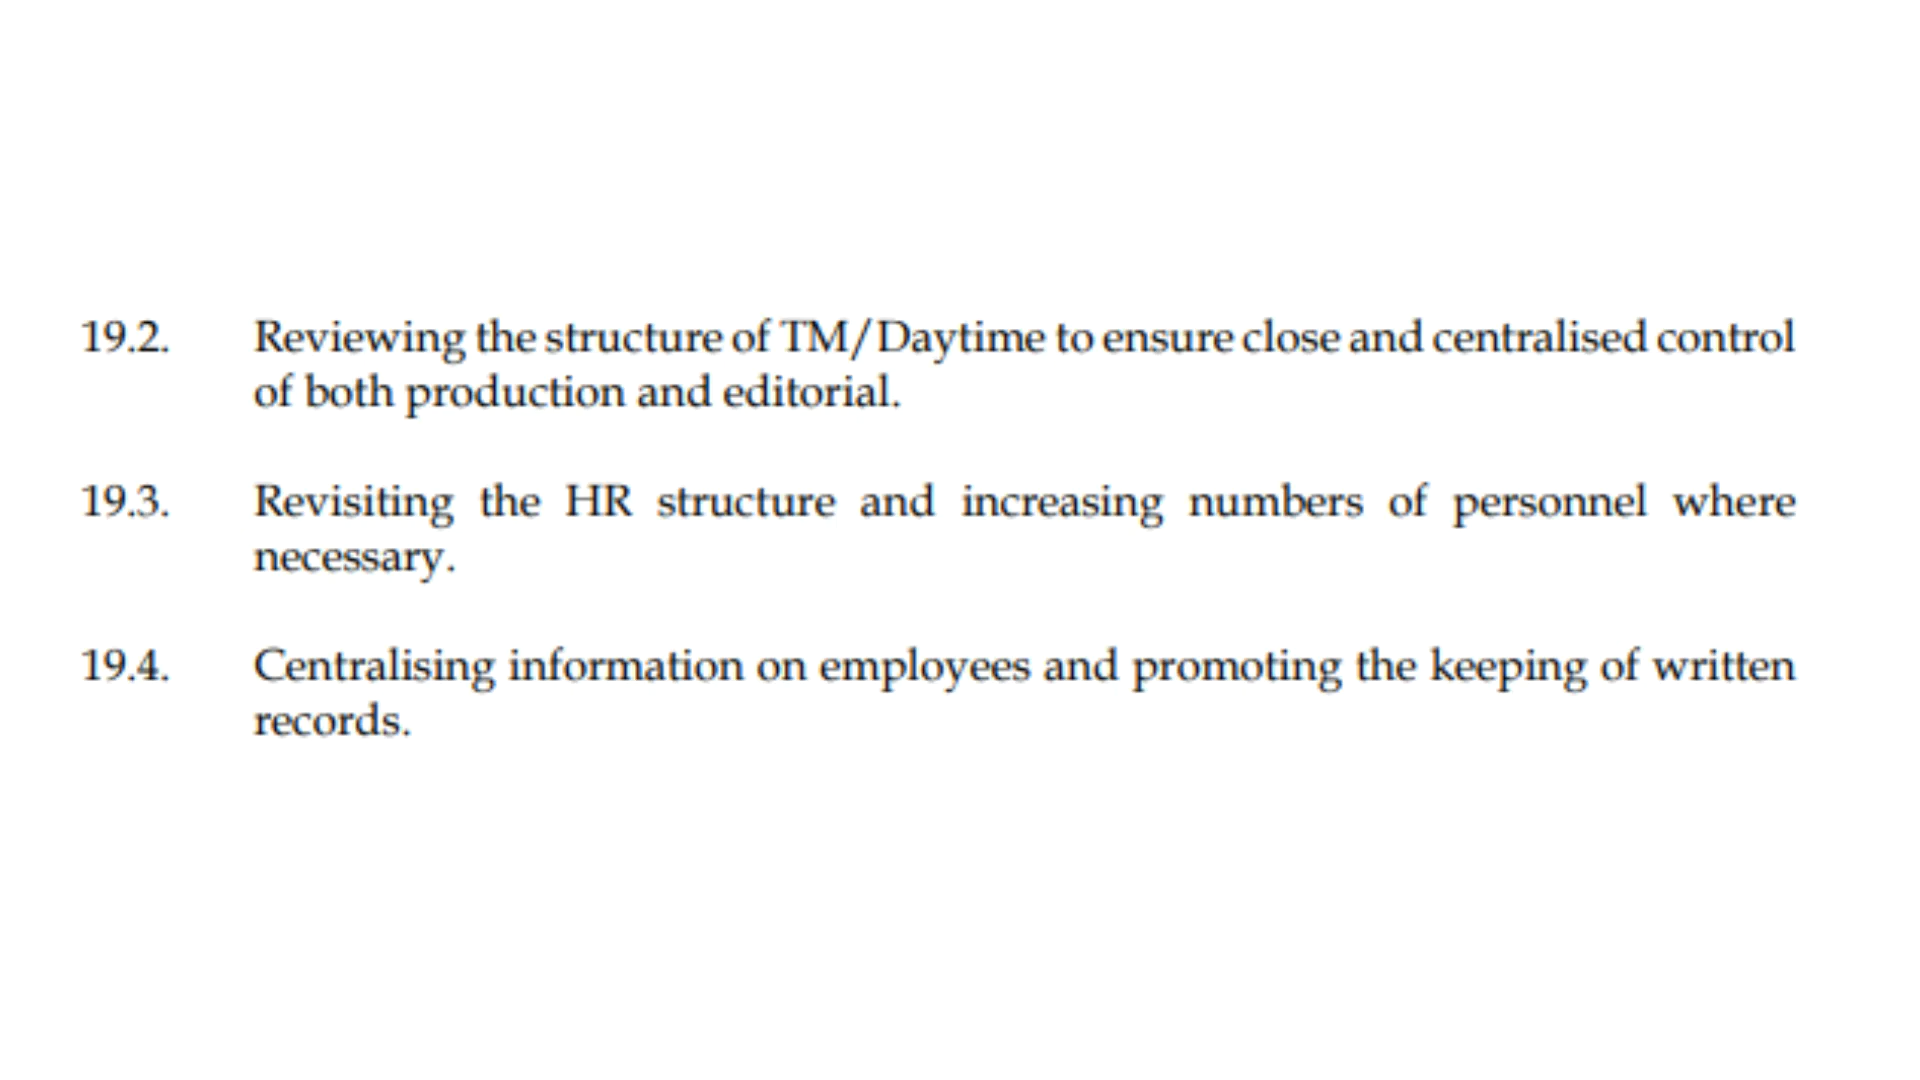 19.2. Reviewing the structure of TM/Daytime to ensure close and centralised control
of both production and editorial.
19.3. Revisiting the HR structure and increasing numbers of personnel where
necessary.
19.4. Centralising information on employees and promoting the keeping of written
records.